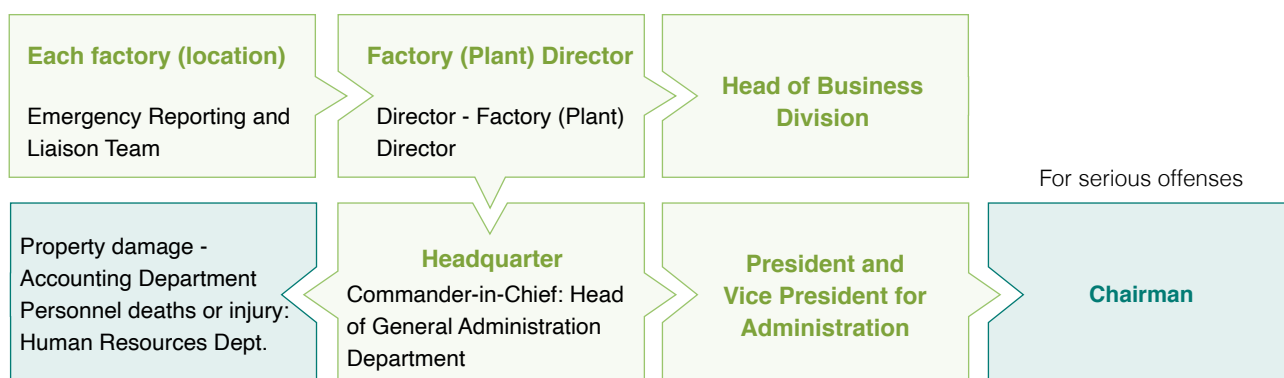 Each factory (location)
Emergency Reporting and
Liaison Team
Factory (Plant) Director
Director - Factory (Plant)
Director
Head of Business
Division
For serious offenses
Property damage -
Accounting Department
Personnel deaths or injury:
Human Resources Dept.
Headquarter
Commander-in-Chief: Head
of General Administration
Department
President and
Vice President for
Administration
Chairman